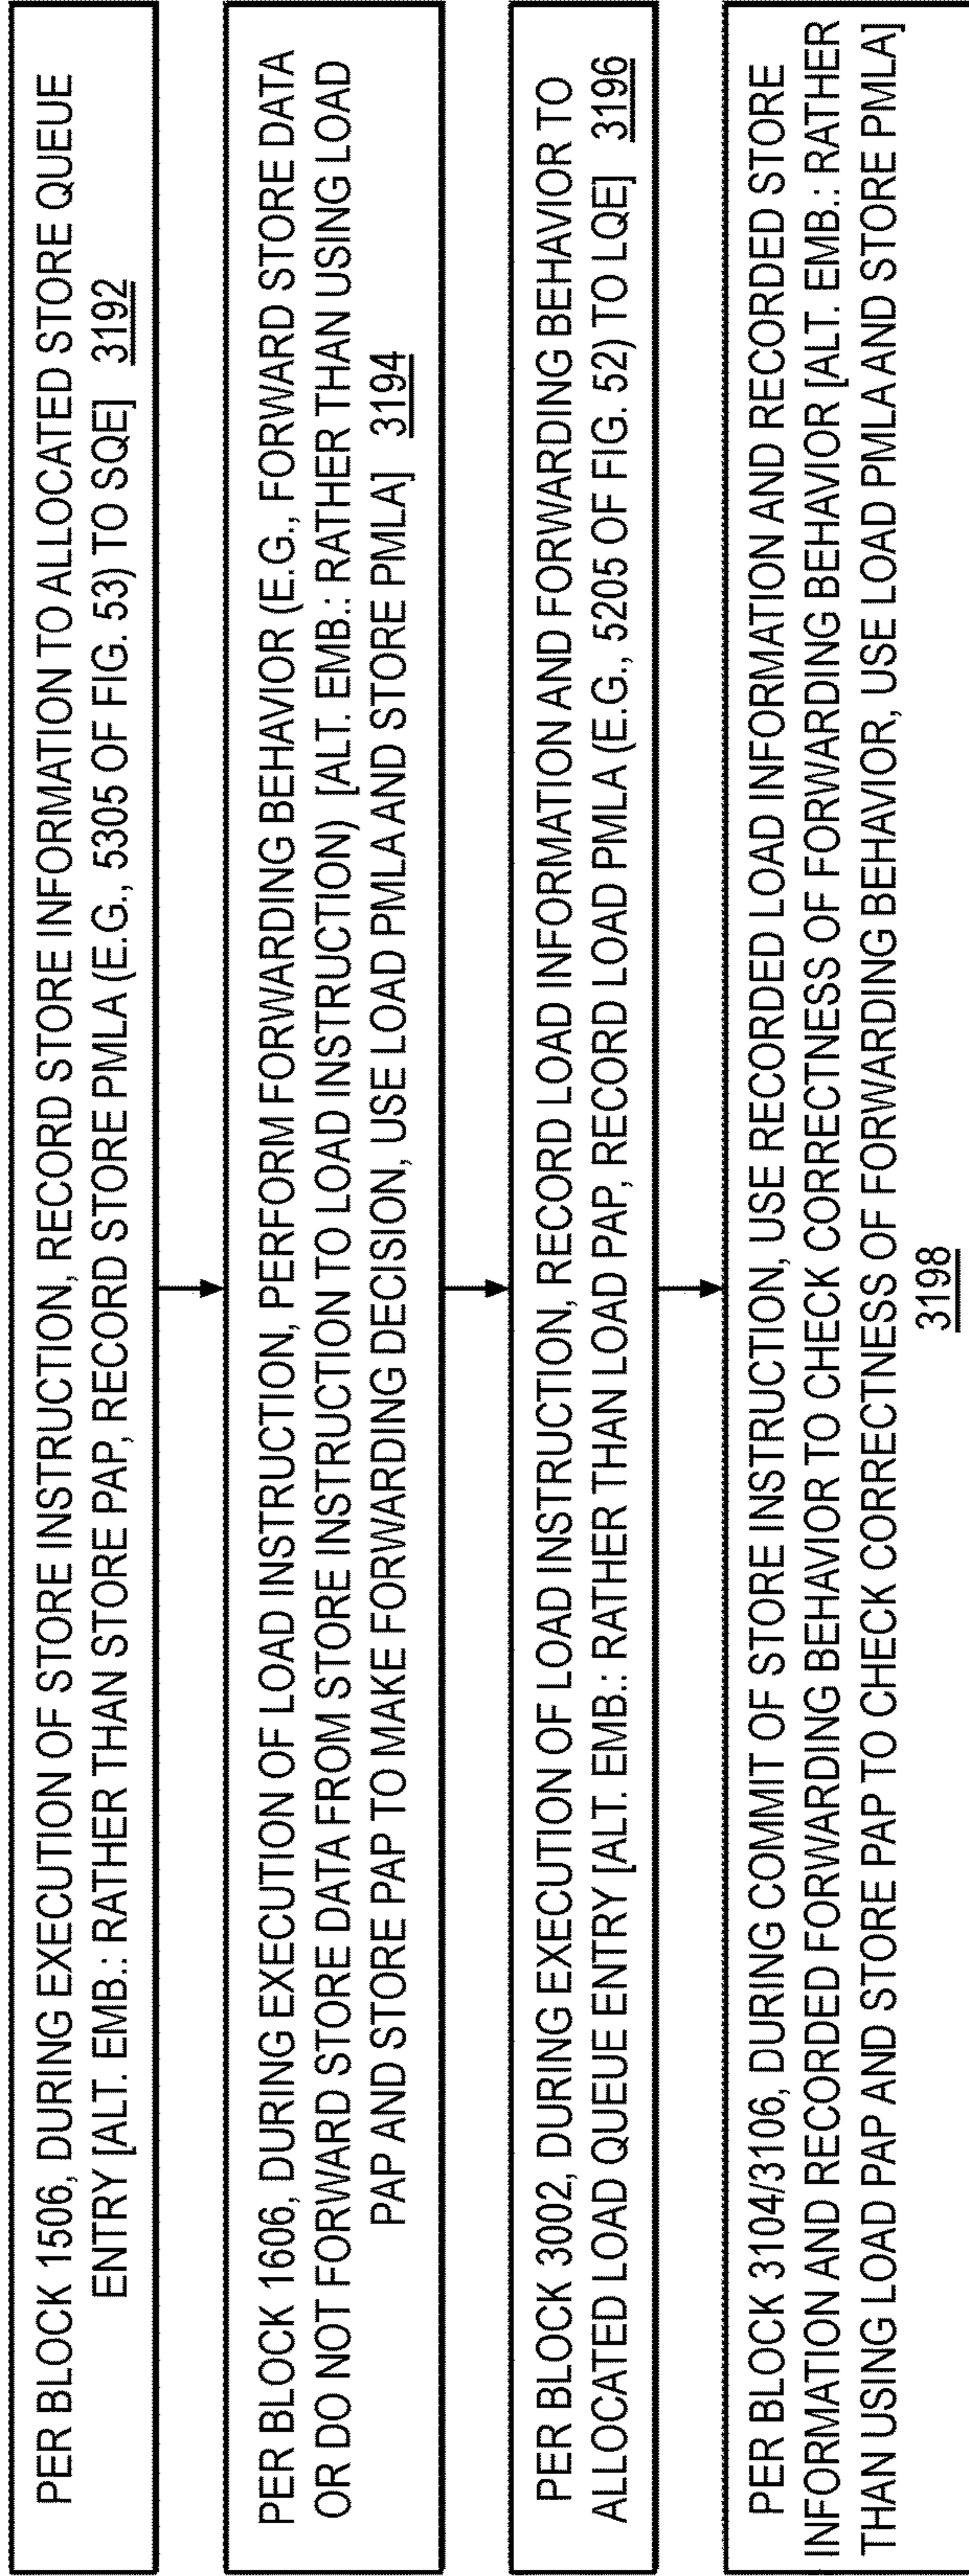 PER BLOCK 1506, DURING EXECUTION OF STORE INSTRUCTION, RECORD STORE INFORMATION TO ALLOCATED STORE QUEUE
ENTRY [ALT. EMB.: RATHER THAN STORE PAP, RECORD STORE PMLA (E.G., 5305 OF FIG. 53) TO SQE] 3192
PER BLOCK 1606, DURING EXECUTION OF LOAD INSTRUCTION, PERFORM FORWARDING BEHAVIOR (E.G., FORWARD STORE DATA
OR DO NOT FORWARD STORE DATA FROM STORE INSTRUCTION TO LOAD INSTRUCTION) [ALT. EMB.: RATHER THAN USING LOAD
PAP AND STORE PAP TO MAKE FORWARDING DECISION, USE LOAD PMLA AND STORE PMLA] 3194
PER BLOCK 3002, DURING EXECUTION OF LOAD INSTRUCTION, RECORD LOAD INFORMATION AND FORWARDING BEHAVIOR TO
ALLOCATED LOAD QUEUE ENTRY [ALT. EMB.: RATHER THAN LOAD PAP, RECORD LOAD PMLA (E.G., 5205 OF FIG. 52) TO LQE] 3196
PER BLOCK 3104/3106, DURING COMMIT OF STORE INSTRUCTION, USE RECORDED LOAD INFORMATION AND RECORDED STORE
INFORMATION AND RECORDED FORWARDING BEHAVIOR TO CHECK CORRECTNESS OF FORWARDING BEHAVIOR [ALT. EMB.: RATHER
THAN USING LOAD PAP AND STORE PAP TO CHECK CORRECTNESS OF FORWARDING BEHAVIOR, USE LOAD PMLA AND STORE PMLA]
3198